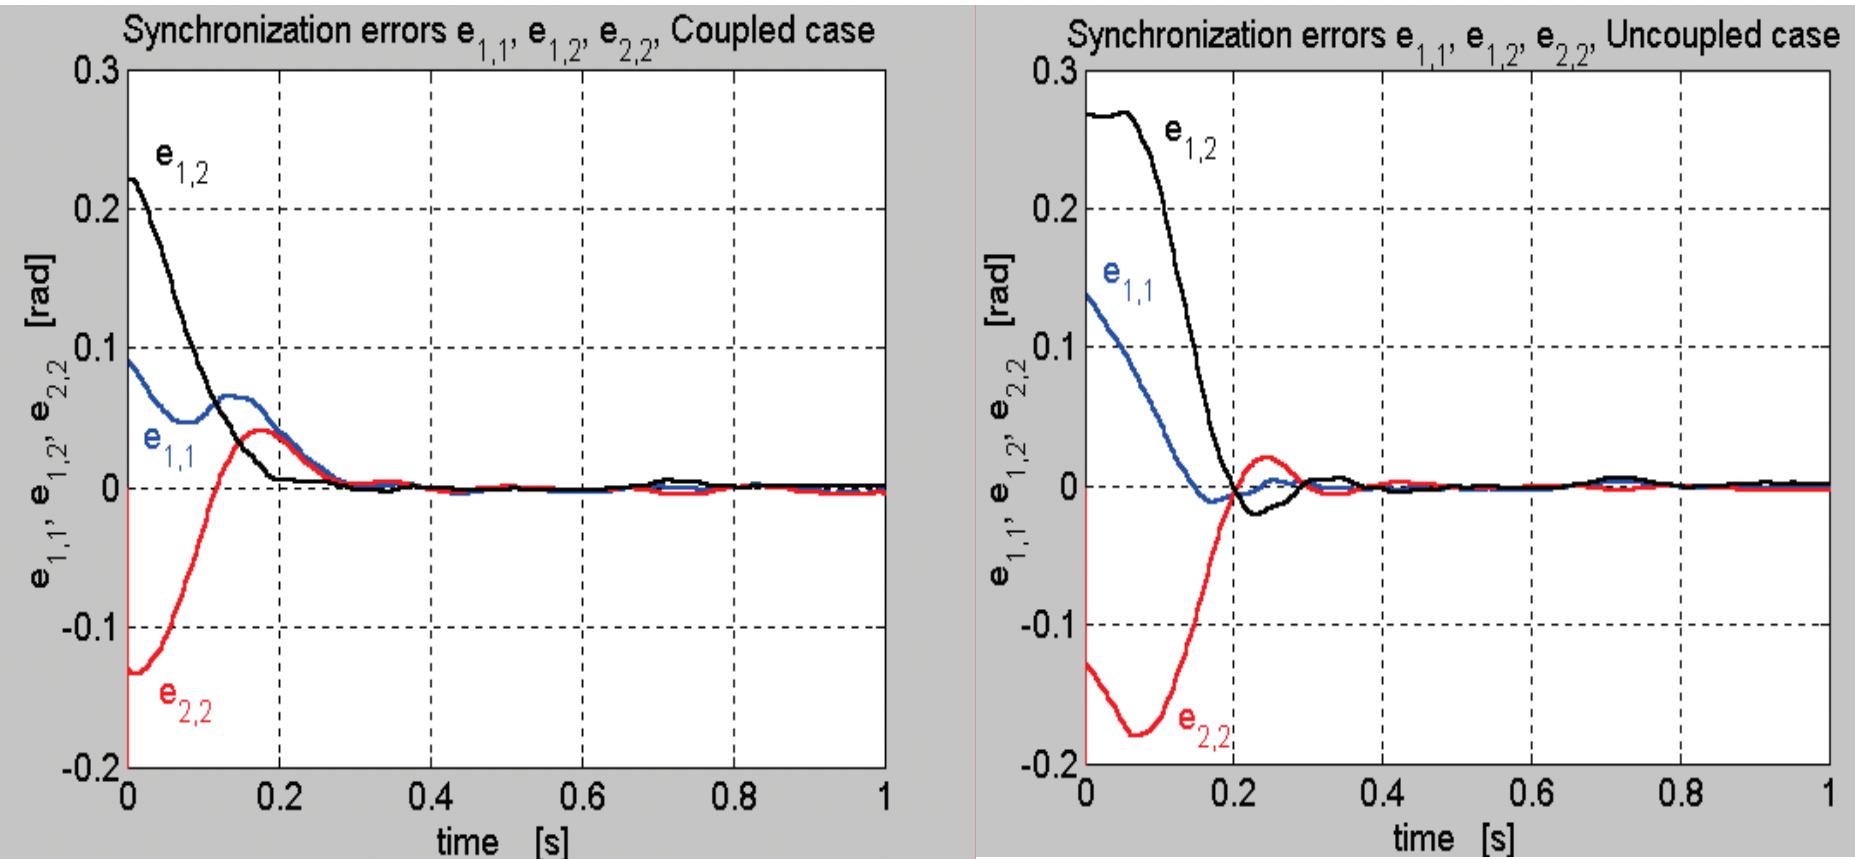 Synchronization errors e1,1, e1,2, e2,2, Coupled case
0.3
0.2
0.1
0
-0.1
-0.2
e1,1, e1,2, e2,2 [rad]
e1,2
e1,1
e2,2
0 0.2 0.4 0.6 0.8 1
time [s]
Synchronization errors e1,1, e1,2, e2,2, Uncoupled case
0.3
0.2
0.1
0
-0.1
-0.2
e1,1, e1,2, e2,2 [rad]
e1,2
e1,1
e2,2
0 0.2 0.4 0.6 0.8 1
time [s]